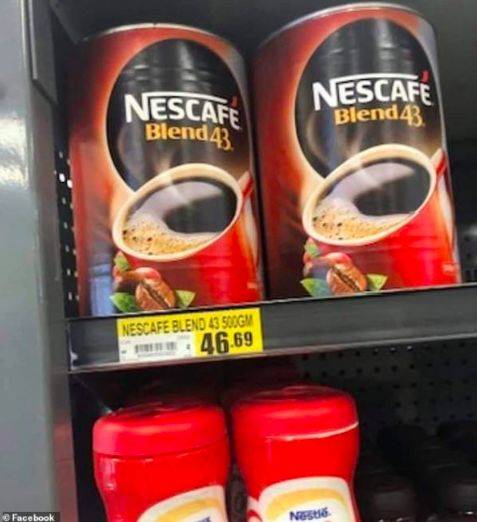 NESCAFÉ
Blend 43.
NESCAFÉ
Blend 43.
NESCAFE BLEND 43 500GM
46.69
Nestlé
© Facebook